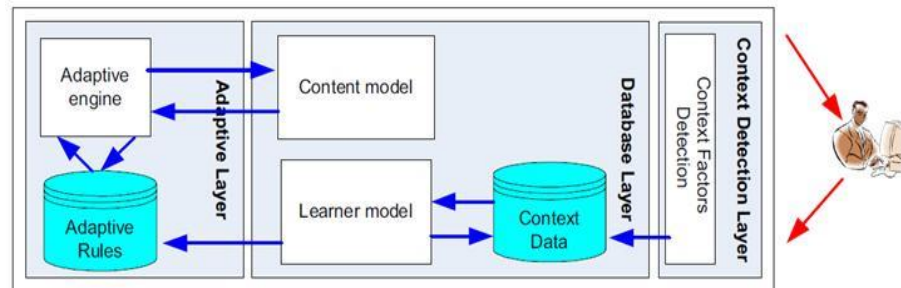 Adaptive
engine
Adaptive
Rules
Adaptive Layer
Content model
Learner model
Context
Data
Database Layer
Context Factors
Detection
Context Detection Layer